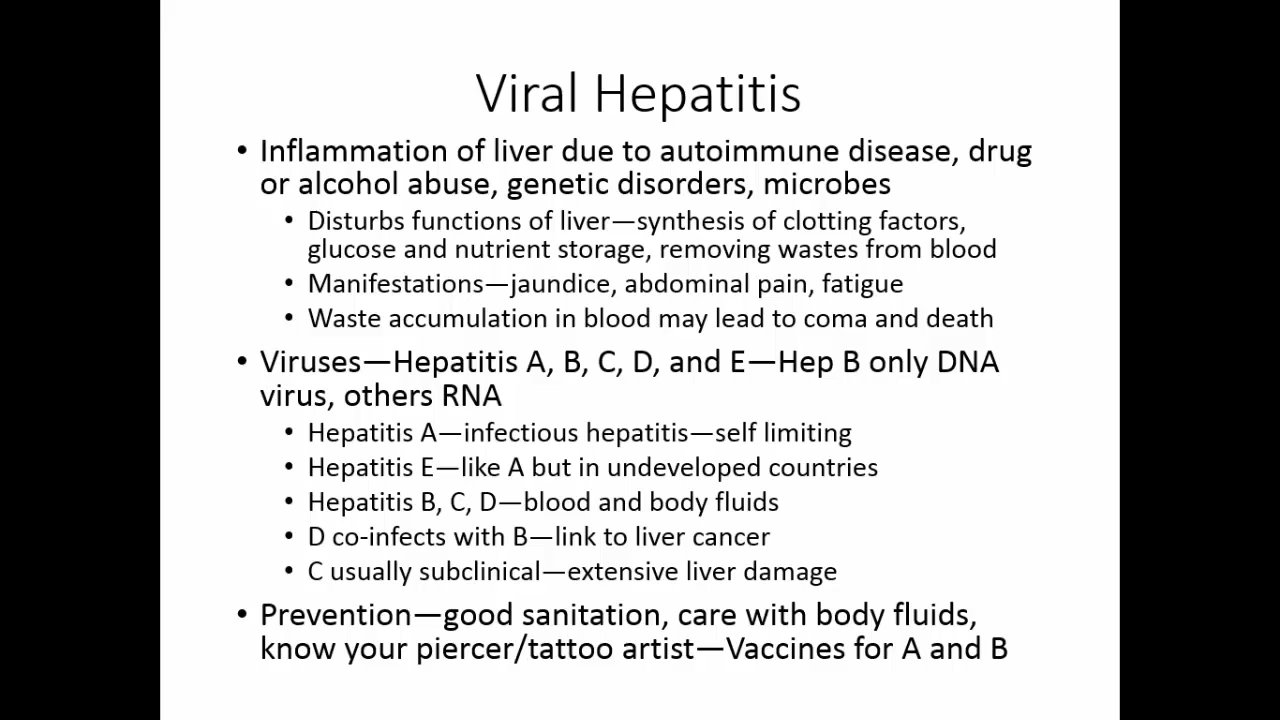 Viral Hepatitis
• Inflammation of liver due to autoimmune disease, drug
or alcohol abuse, genetic disorders, microbes
• Disturbs functions of liver—synthesis of clotting factors,
glucose and nutrient storage, removing wastes from blood
• Manifestations—jaundice, abdominal pain, fatigue
• Waste accumulation in blood may lead to coma and death
• Viruses—Hepatitis A, B, C, D, and E—Hep B only DNA
virus, others RNA
• Hepatitis A—infectious hepatitis—self limiting
• Hepatitis E—like A but in undeveloped countries
• Hepatitis B, C, D—blood and body fluids
• D co-infects with B—link to liver cancer
• C usually subclinical—extensive liver damage
• Prevention—good sanitation, care with body fluids,
know your piercer/tattoo artist—Vaccines for A and B